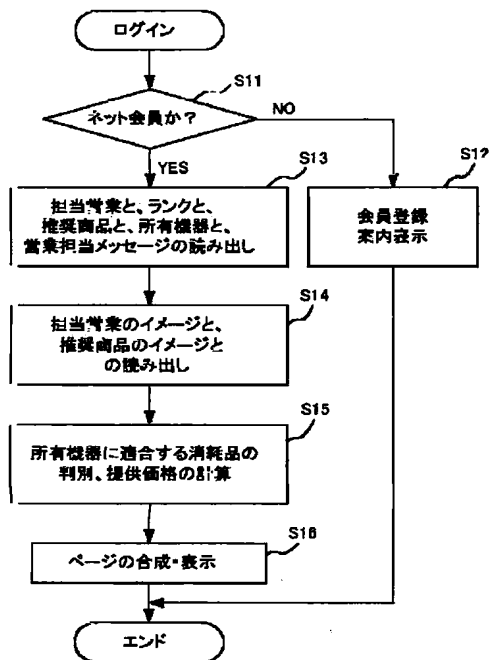 ログイン
S11
ネット会員か？
NO
YES
S13
担当営業と、ランクと、
推奨商品と、所有機器と、
営業担当メッセージの読み出し
S12
会員登録
案内表示
S14
担当営業のイメージと、
推奨商品のイメージと
の読み出し
S15
所有機器に適合する消耗品の
判別、提供価格の計算
S16
ページの合成・表示
エンド